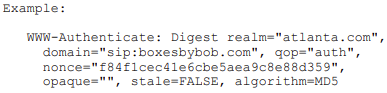 Example:
WWW-Authenticate: Digest realm="atlanta.com",
domain="sip:boxesbybob.com", qop="auth",
nonce="f84f1cec41e6cbe5aea9c8e88d359",
opaque="", stale=FALSE, algorithm=MD5